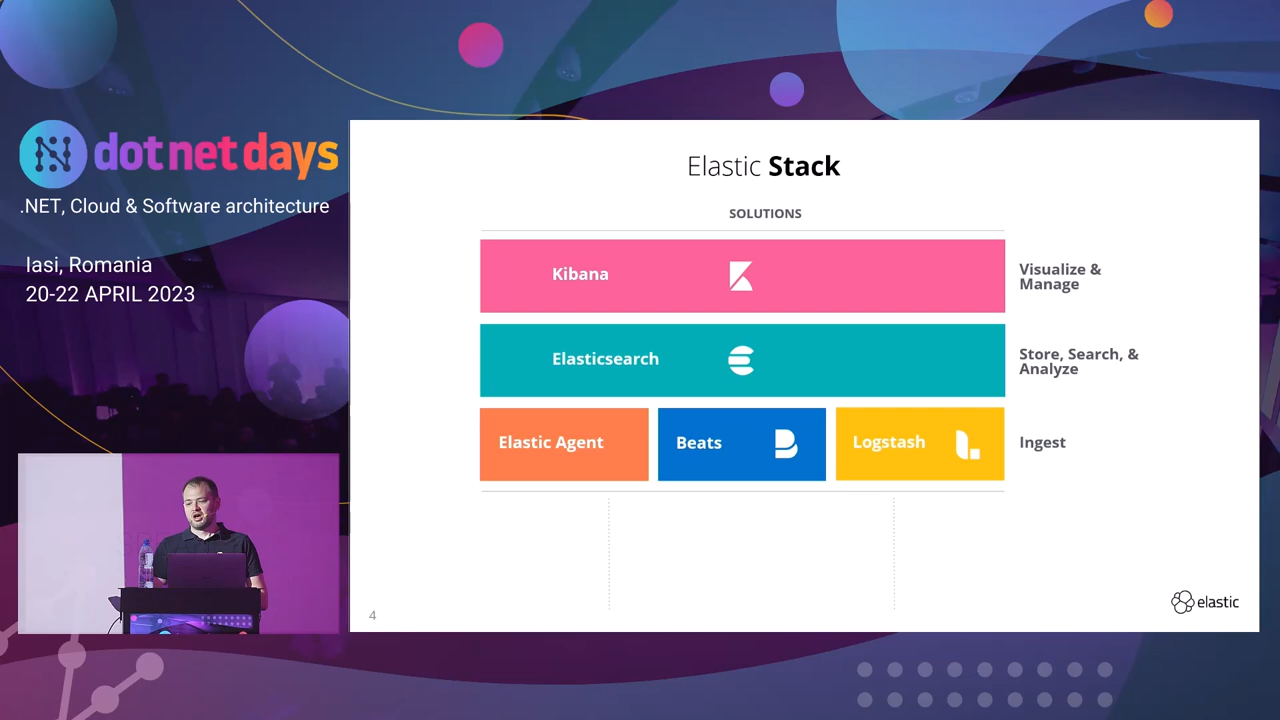 dotnetdays
.NET, Cloud & Software architecture
Iasi, Romania
20-22 APRIL 2023
Elastic Stack
SOLUTIONS
Kibana
Visualize &
Manage
Elasticsearch
Store, Search, &
Analyze
Elastic Agent
Beats
Logstash
Ingest
4
elastic